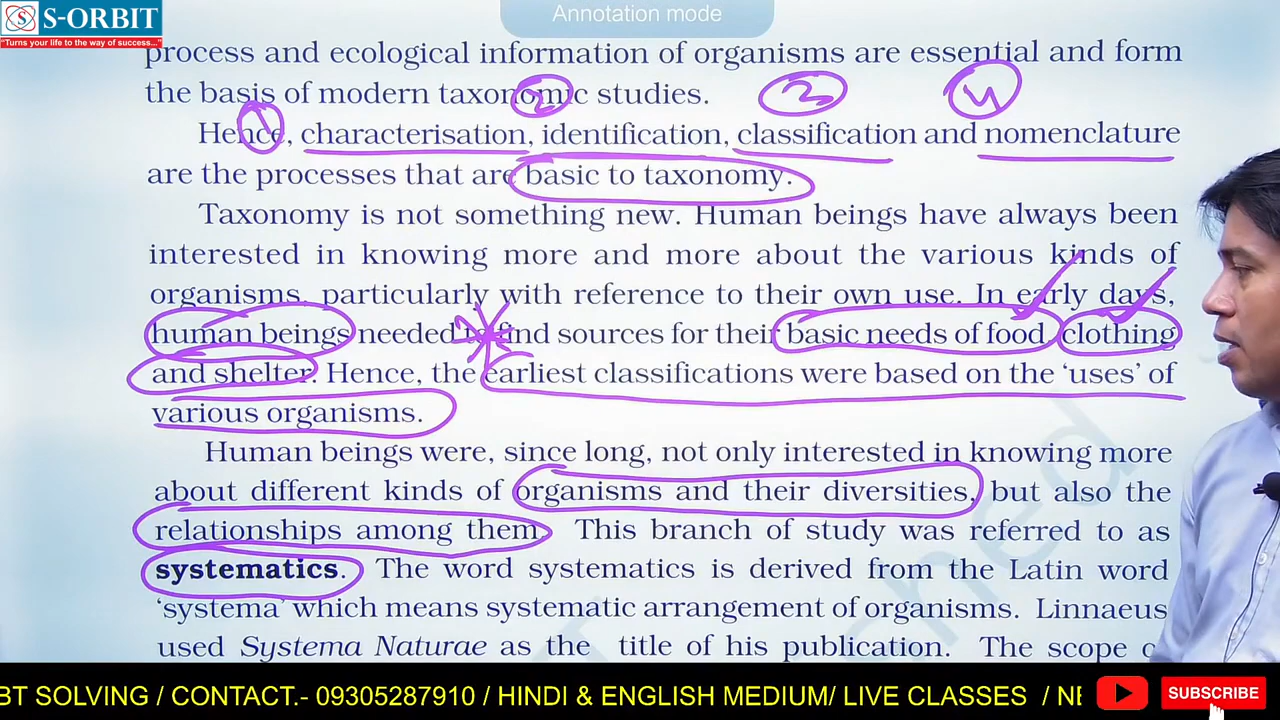 Annotation mode
S-ORBIT
"Turns your life to the way of success..."
process and ecological information of organisms are essential and form
the basis of modern taxonomic studies.
2 3 4
1
Hence, characterisation, identification, classification and nomenclature
are the processes that are basic to taxonomy.
Taxonomy is not something new. Human beings have always been
interested in knowing more and more about the various kinds of
organisms, particularly with reference to their own use. In early days,
human beings needed to find sources for their basic needs of food, clothing
and shelter. Hence, the earliest classifications were based on the ‘uses’ of
various organisms.
Human beings were, since long, not only interested in knowing more
about different kinds of organisms and their diversities, but also the
relationships among them. This branch of study was referred to as
systematics. The word systematics is derived from the Latin word
‘systema’ which means systematic arrangement of organisms. Linnaeus
used Systema Naturae as the title of his publication. The scope
BT SOLVING / CONTACT.- 09305287910 / HINDI & ENGLISH MEDIUM/ LIVE CLASSES / NE
SUBSCRIBE